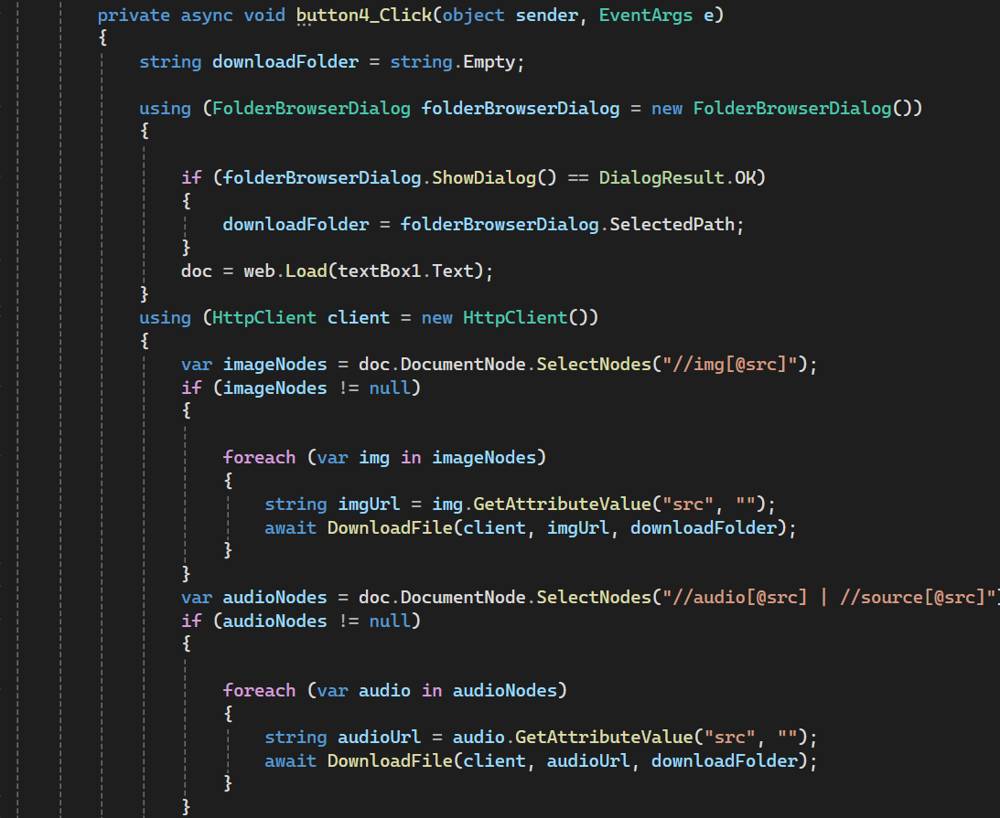 private async void button4_Click(object sender, EventArgs e)
{
string downloadFolder = string.Empty;
using (FolderBrowserDialog folderBrowserDialog = new FolderBrowserDialog())
{
if (folderBrowserDialog.ShowDialog() == DialogResult.OK)
{
downloadFolder = folderBrowserDialog.SelectedPath;
}
doc = web.Load(textBox1.Text);
}
using (HttpClient client = new HttpClient())
{
var imageNodes = doc.DocumentNode.SelectNodes("//img[@src]");
if (imageNodes != null)
{
foreach (var img in imageNodes)
{
string imgUrl = img.GetAttributeValue("src", "");
await DownloadFile(client, imgUrl, downloadFolder);
}
}
var audioNodes = doc.DocumentNode.SelectNodes("//audio[@src] | //source[@src]")
if (audioNodes != null)
{
foreach (var audio in audioNodes)
{
string audioUrl = audio.GetAttributeValue("src", "");
await DownloadFile(client, audioUrl, downloadFolder);
}
}